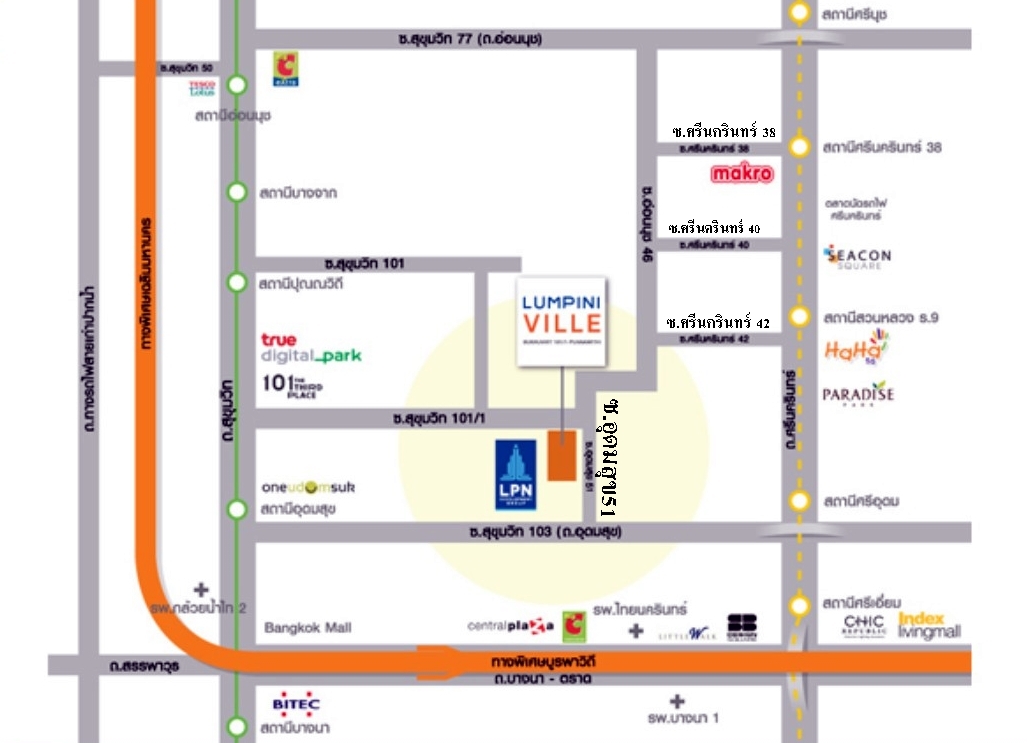 สถานีศรีนุช
ซ.สุขุมวิท 77 (ถ.อ่อนนุช)
ซ.สุขุมวิท 50
TESCO
Lotus
สถานีอ่อนนุช
ซ.ศรีนกรินทร์ 38
ซ.ศรีนครินทร์ 38
สถานีศรีนครินทร์ 38
makro
สถานีบางจาก
ตลาดนัดรถไฟ
ศรีนครินทร์
ซ.อ่อนนุช 46
ซ.ศรีนกรินทร์ 40
ซ.ศรีนครินทร์ 40
ทางพิเศษเฉลิมมหานคร
SEACON
SQUARE
ซ.สุขุมวิท 101
สถานีปุณณวิถี
LUMPINI
VILLE
ถ.ทางรถไฟสายเก่าปากน้ำ
ซ.ศรีนกรินทร์ 42
ซ.ศรีนครินทร์ 42
สถานีสวนหลวง ร.9
HaHa
true
digital_park
101 THE
THIRD
PLACE
PARADISE
PARK
ถ.สุขุมวิท
ถ.ศรีนครินทร์
ซ.สุขุมวิท 101/1
ซ.อุดมสุข51
ซ.อุดมสุข 51
LPN
oneudomsuk
สถานีอุดมสุข
สถานีศรีอุดม
ซ.สุขุมวิท 103 (ถ.อุดมสุข)
รพ.กล้วยน้ำไท 2
Bangkok Mall
centralplaza
รพ.ไทยนครินทร์
LITTLE WALK
สถานีศรีเอี่ยม
CHIC
REPUBLIC
Index
livingmall
ถ.สรรพาวุธ
ทางพิเศษบูรพาวิถี
ถ.บางนา - ตราด
BITEC
สถานีบางนา
รพ.บางนา 1